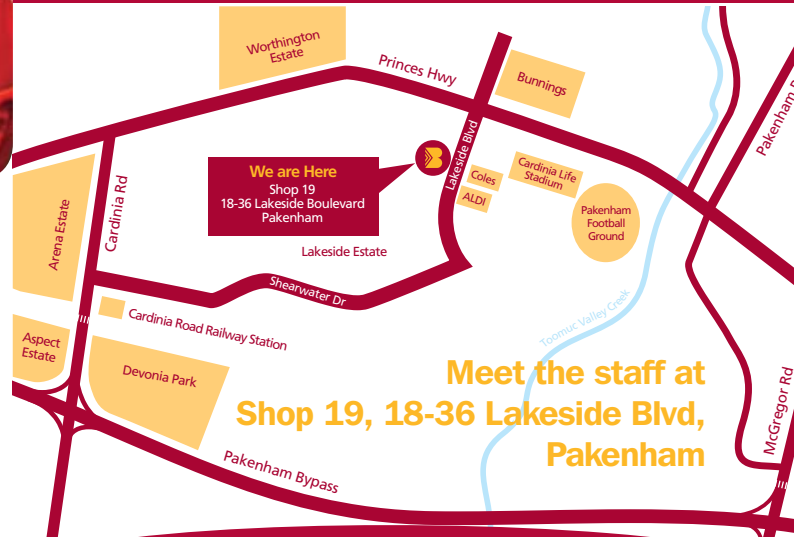 Worthington
Estate
Princes Hwy
Bunnings
Lakeside Blvd
We are Here
Shop 19
18-36 Lakeside Boulevard
Pakenham
Coles
ALDI
Cardinia Life
Stadium
Pakenham
Football
Ground
Pakenham
Arena Estate
Cardinia Rd
Lakeside Estate
Shearwater Dr
Cardinia Road Railway Station
Aspect
Estate
Devonia Park
Toomuc Valley Creek
Meet the staff at
Shop 19, 18-36 Lakeside Blvd,
Pakenham
McGregor Rd
Pakenham Bypass